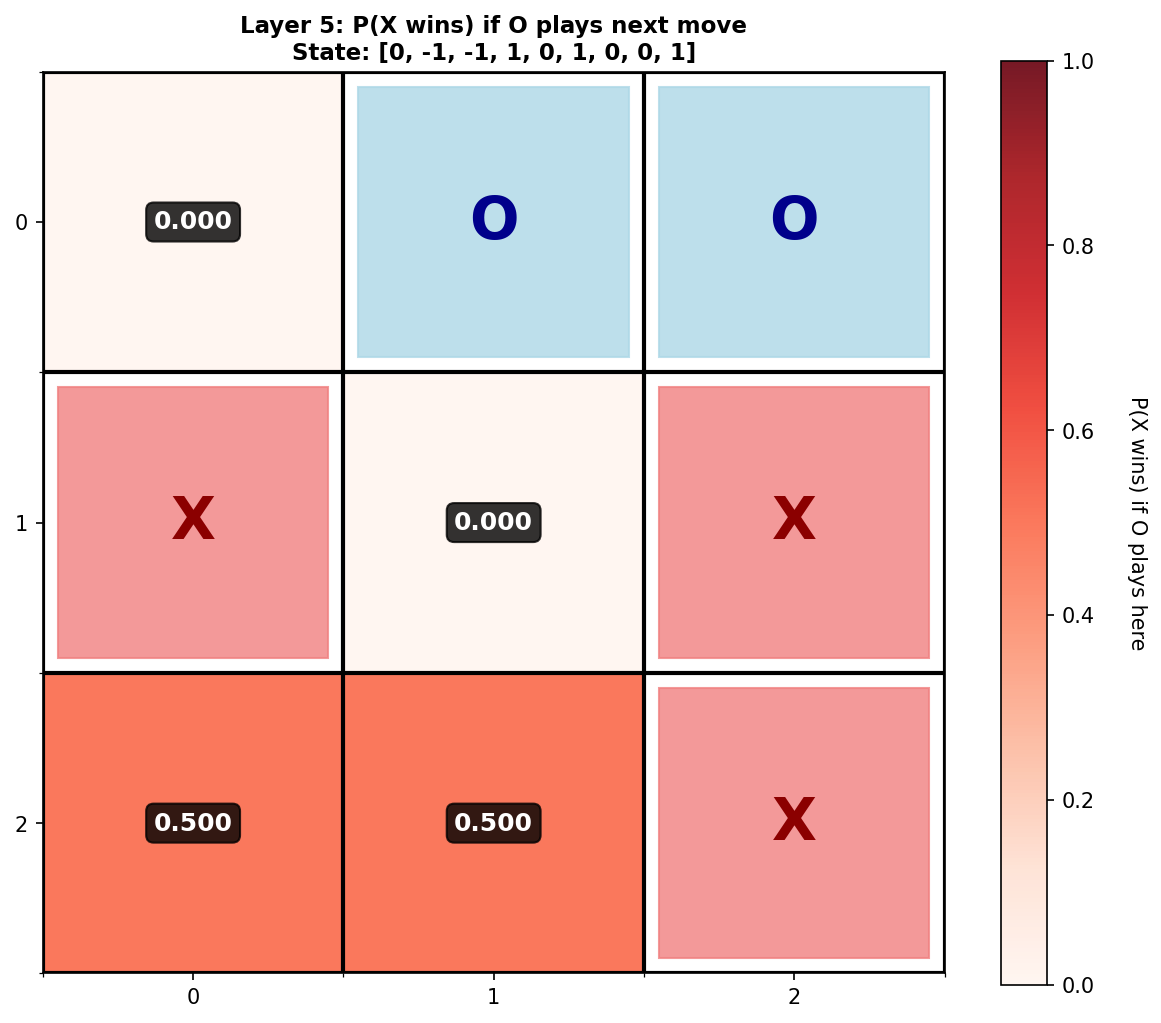 Layer 5: P(X wins) if O plays next move
State: [0, -1, -1, 1, 0, 1, 0, 0, 1]
0
0.000
O
O
1
X
0.000
X
2
0.500
0.500
X
0
1
2
1.0
0.8
0.6
0.4
0.2
0.0
P(X wins) if O plays here